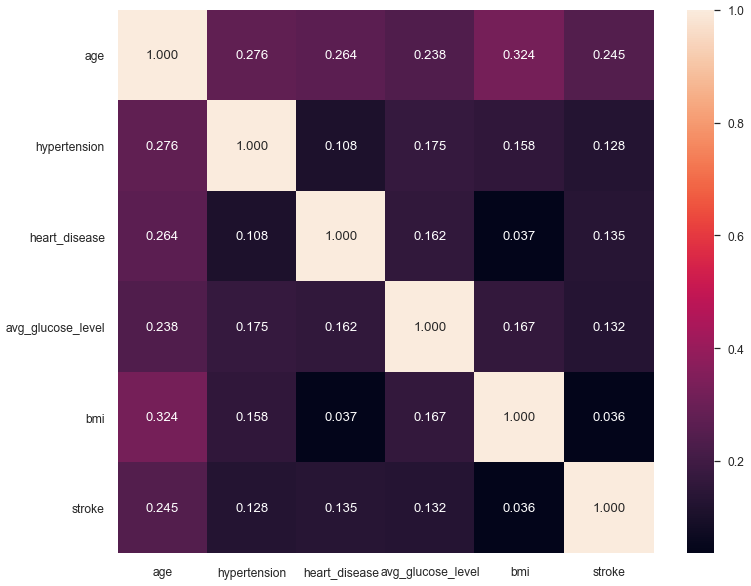 age 1.000 0.276 0.264 0.238 0.324 0.245
hypertension 0.276 1.000 0.108 0.175 0.158 0.128
heart_disease 0.264 0.108 1.000 0.162 0.037 0.135
avg_glucose_level 0.238 0.175 0.162 1.000 0.167 0.132
bmi 0.324 0.158 0.037 0.167 1.000 0.036
stroke 0.245 0.128 0.135 0.132 0.036 1.000
age hypertension heart_disease avg_glucose_level bmi stroke
1.0
0.8
0.6
0.4
0.2